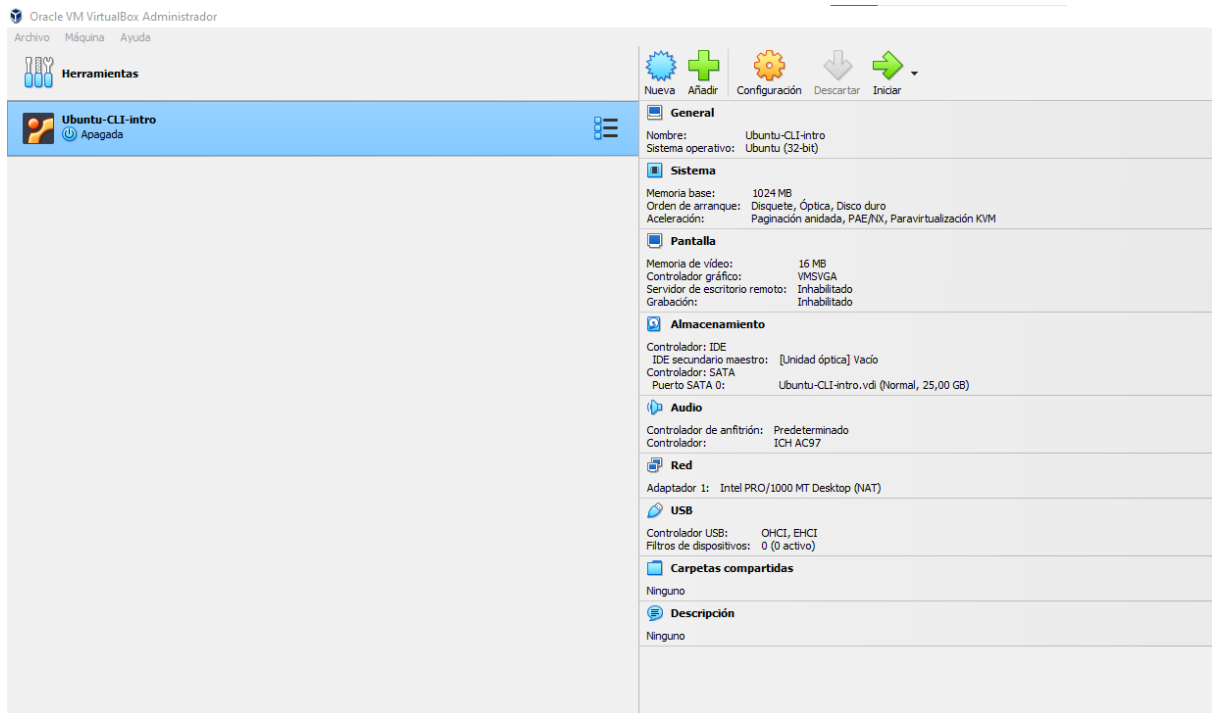 Oracle VM VirtualBox Administrador
Archivo Máquina Ayuda
Herramientas
Ubuntu-CLI-intro
Apagada
Nueva Añadir Configuración Descartar Iniciar
General
Nombre: Ubuntu-CLI-intro
Sistema operativo: Ubuntu (32-bit)
Sistema
Memoria base: 1024 MB
Orden de arranque: Disquete, Óptica, Disco duro
Aceleración: Paginación anidada, PAE/NX, Paravirtualización KVM
Pantalla
Memoria de vídeo: 16 MB
Controlador gráfico: VMSVGA
Servidor de escritorio remoto: Inhabilitado
Grabación: Inhabilitado
Almacenamiento
Controlador: IDE
IDE secundario maestro: [Unidad óptica] Vacío
Controlador: SATA
Puerto SATA 0: Ubuntu-CLI-intro.vdi (Normal, 25,00 GB)
Audio
Controlador de anfitrión: Predeterminado
Controlador: ICH AC97
Red
Adaptador 1: Intel PRO/1000 MT Desktop (NAT)
USB
Controlador USB: OHCI, EHCI
Filtros de dispositivos: 0 (0 activo)
Carpetas compartidas
Ninguno
Descripción
Ninguno